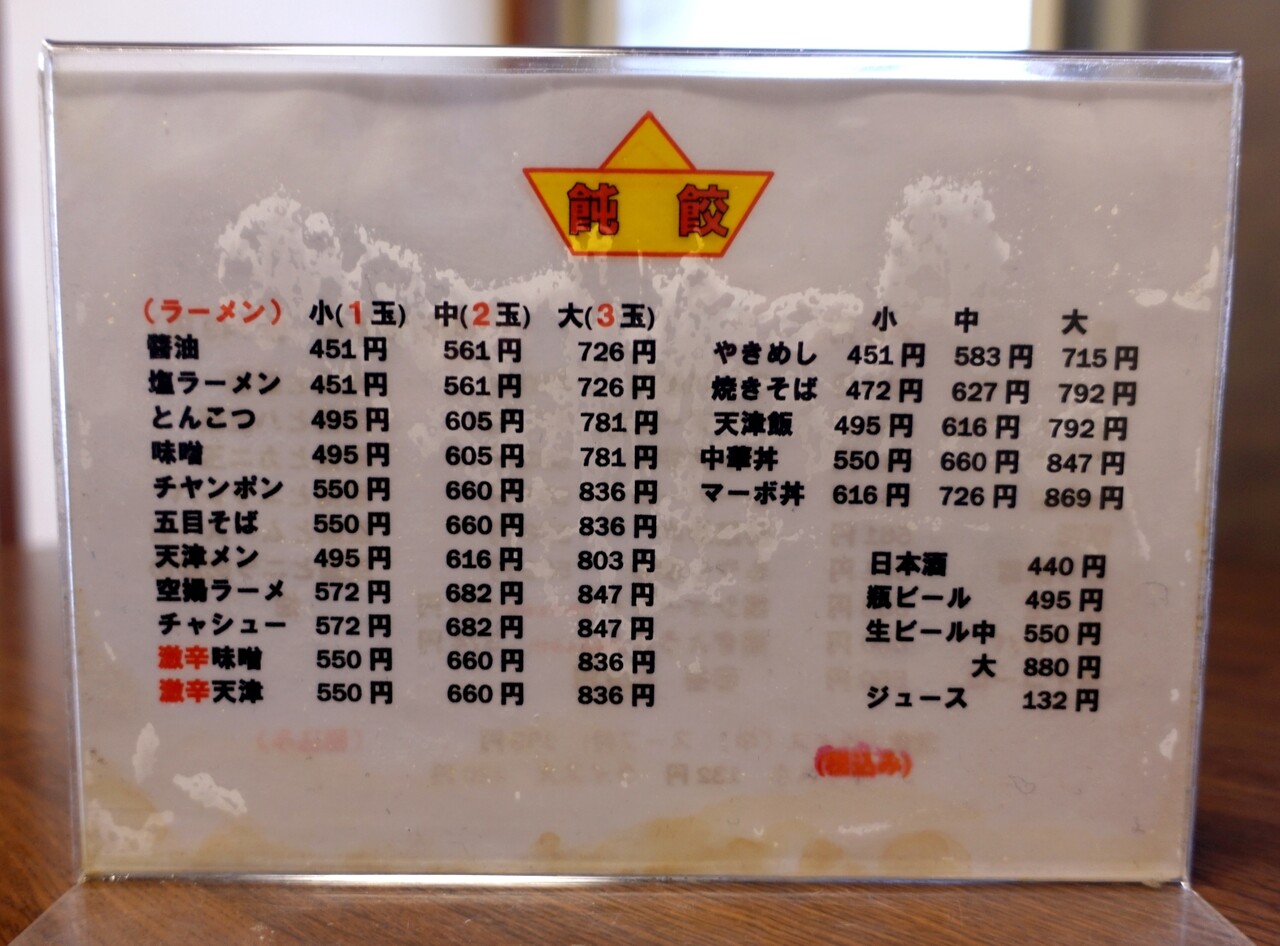 飩 餃
(ラーメン) 小(1玉) 中(2玉) 大(3玉)
醤油 451円 561円 726円
塩ラーメン 451円 561円 726円
とんこつ 495円 605円 781円
味噌 495円 605円 781円
チヤンポン 550円 660円 836円
五目そば 550円 660円 836円
天津メン 495円 616円 803円
空揚ラーメ 572円 682円 847円
チャシュー 572円 682円 847円
激辛味噌 550円 660円 836円
激辛天津 550円 660円 836円
小 中 大
やきめし 451円 583円 715円
焼きそば 472円 627円 792円
天津飯 495円 616円 792円
中華丼 550円 660円 847円
マーボ丼 616円 726円 869円
日本酒 440円
瓶ビール 495円
生ビール中 550円
大 880円
ジュース 132円
(税込み)